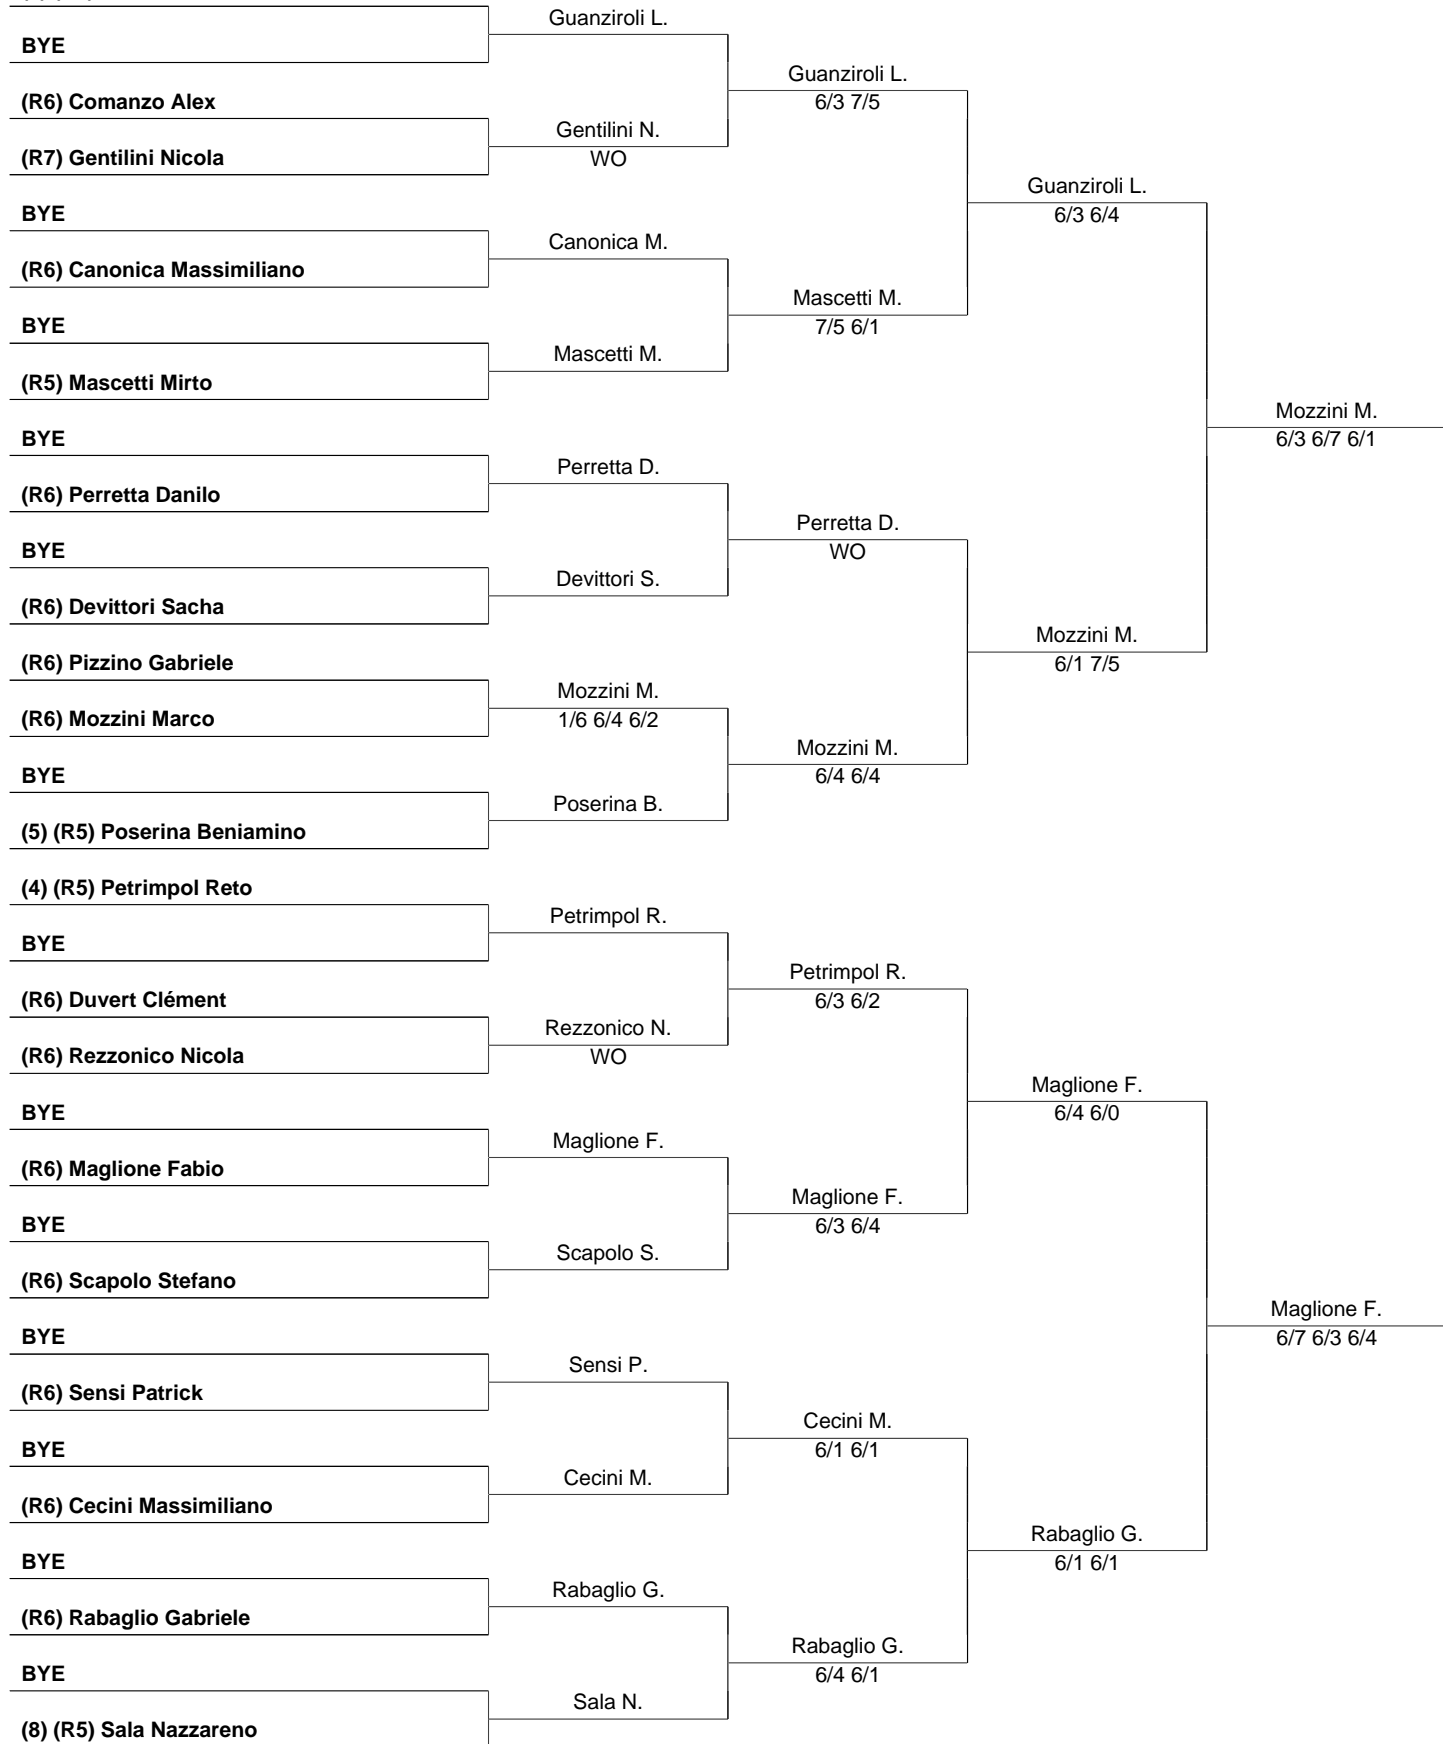 Guanziroli L.
BYE
Guanziroli L.
6/3 7/5
(R6) Comanzo Alex
Gentilini N.
WO
(R7) Gentilini Nicola
Guanziroli L.
6/3 6/4
BYE
Canonica M.
(R6) Canonica Massimiliano
Mascetti M.
7/5 6/1
BYE
Mascetti M.
(R5) Mascetti Mirto
Mozzini M.
6/3 6/7 6/1
BYE
Perretta D.
(R6) Perretta Danilo
Perretta D.
WO
BYE
Devittori S.
(R6) Devittori Sacha
Mozzini M.
6/1 7/5
(R6) Pizzino Gabriele
Mozzini M.
1/6 6/4 6/2
(R6) Mozzini Marco
Mozzini M.
6/4 6/4
BYE
Poserina B.
(5) (R5) Poserina Beniamino
(4) (R5) Petrimpol Reto
Petrimpol R.
BYE
Petrimpol R.
6/3 6/2
(R6) Duvert Clément
Rezzonico N.
WO
(R6) Rezzonico Nicola
Maglione F.
6/4 6/0
BYE
Maglione F.
(R6) Maglione Fabio
Maglione F.
6/3 6/4
BYE
Scapolo S.
(R6) Scapolo Stefano
Maglione F.
6/7 6/3 6/4
BYE
Sensi P.
(R6) Sensi Patrick
Cecini M.
6/1 6/1
BYE
Cecini M.
(R6) Cecini Massimiliano
Rabaglio G.
6/1 6/1
BYE
Rabaglio G.
(R6) Rabaglio Gabriele
Rabaglio G.
6/4 6/1
BYE
Sala N.
(8) (R5) Sala Nazzareno